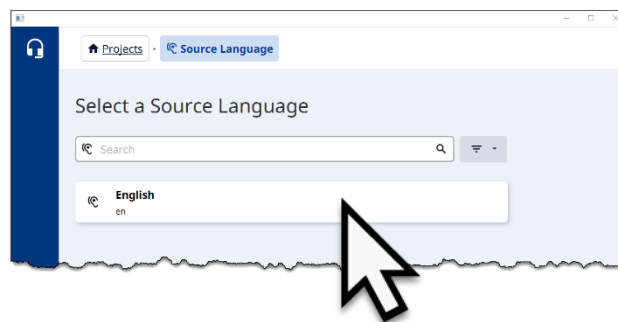 Projects · Source Language
Select a Source Language
Search
English
en